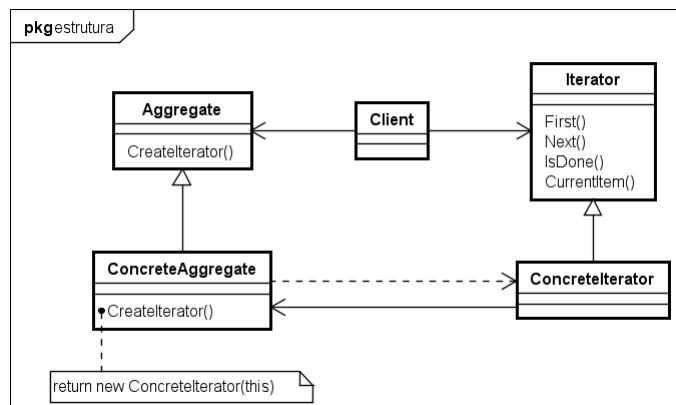 pkg estrutura
Aggregate
CreateIterator()
Client
Iterator
First()
Next()
IsDone()
CurrentItem()
ConcreteAggregate
CreateIterator()
ConcreteIterator
return new ConcreteIterator(this)